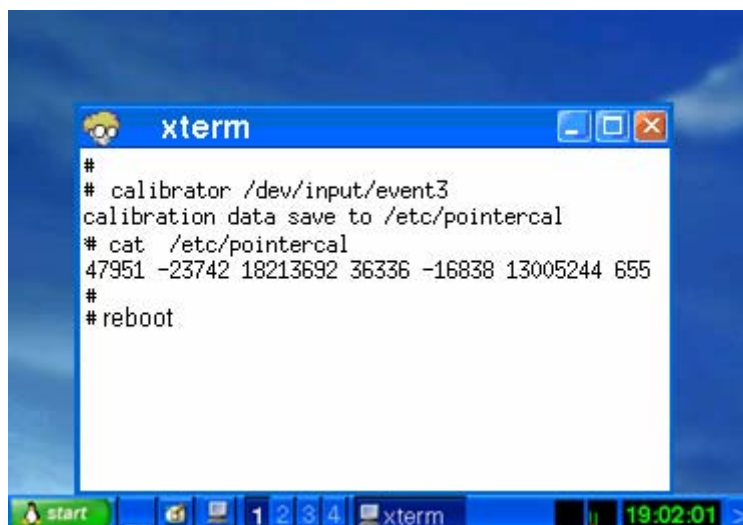 xterm
#
# calibrator /dev/input/event3
calibration data save to /etc/pointercal
# cat /etc/pointercal
47951 -23742 18213692 36336 -16838 13005244 655
#
# reboot
start 1 2 3 4 xterm 19:02:01 >